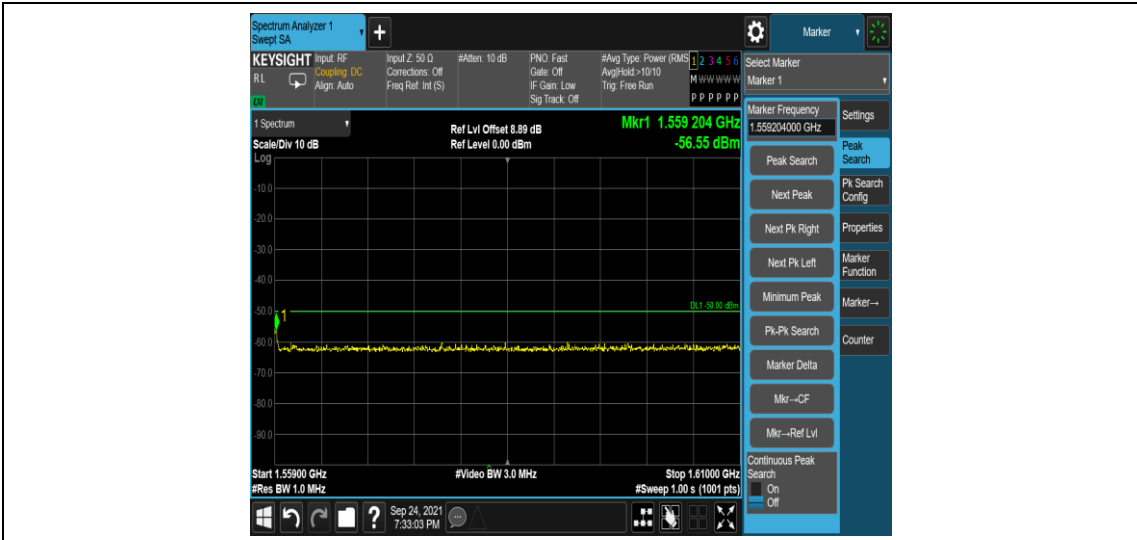 Spectrum Analyzer 1
Swept SA
+
Marker
KEYSIGHT
RL
LXI
Input: RF
Coupling: DC
Align: Auto
Input Z: 50 Ω
Corrections: Off
Freq Ref: Int (S)
#Atten: 10 dB
PNO: Fast
Gate: Off
IF Gain: Low
Sig Track: Off
#Avg Type: Power (RMS
Avg|Hold:>10/10
Trig: Free Run
1 2 3 4 5 6
M W W W W W
P P P P P P
Select Marker
Marker 1
1 Spectrum
Scale/Div 10 dB
Log
Ref Lvl Offset 8.89 dB
Ref Level 0.00 dBm
Mkr1 1.559 204 GHz
-56.55 dBm
-10.0
-20.0
-30.0
-40.0
-50.0
-60.0
-70.0
-80.0
-90.0
1
DL1 -50.00 dBm
Start 1.55900 GHz
#Res BW 1.0 MHz
#Video BW 3.0 MHz
Stop 1.61000 GHz
#Sweep 1.00 s (1001 pts)
Marker Frequency
1.559204000 GHz
Peak Search
Next Peak
Next Pk Right
Next Pk Left
Minimum Peak
Pk-Pk Search
Marker Delta
Mkr→CF
Mkr→Ref Lvl
Continuous Peak
Search
On
Off
Settings
Peak
Search
Pk Search
Config
Properties
Marker
Function
Marker→
Counter
?
Sep 24, 2021
7:33:03 PM